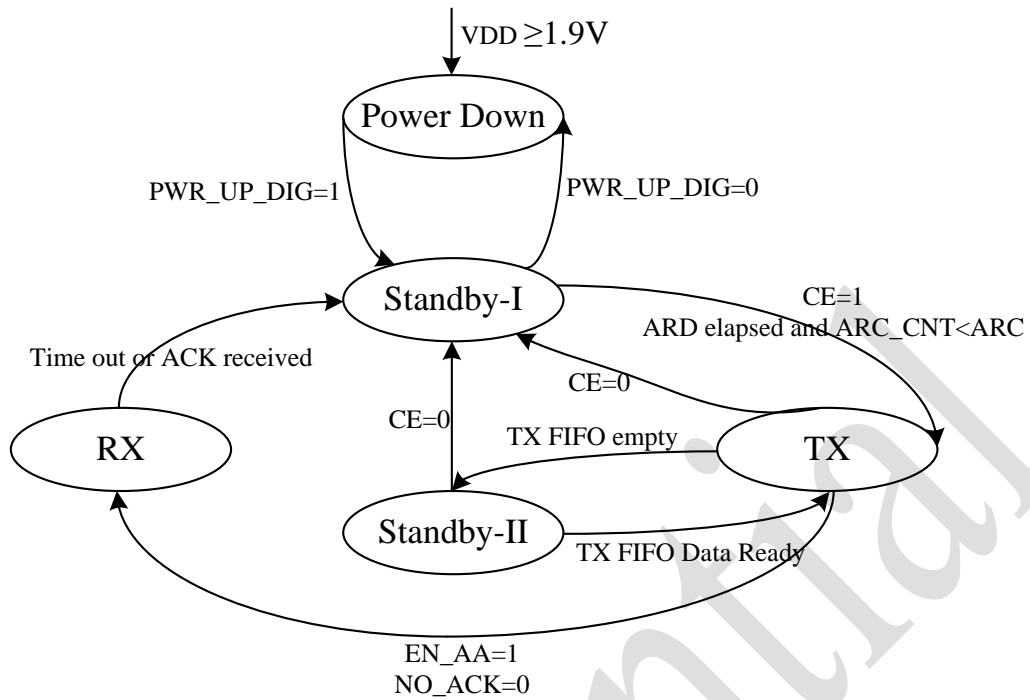 VDD ≥1.9V
Power Down
PWR_UP_DIG=1
PWR_UP_DIG=0
Standby-I
CE=1
ARD elapsed and ARC_CNT<ARC
Time out or ACK received
CE=0
CE=0
RX
TX FIFO empty
TX
Standby-II
TX FIFO Data Ready
EN_AA=1
NO_ACK=0
ntial